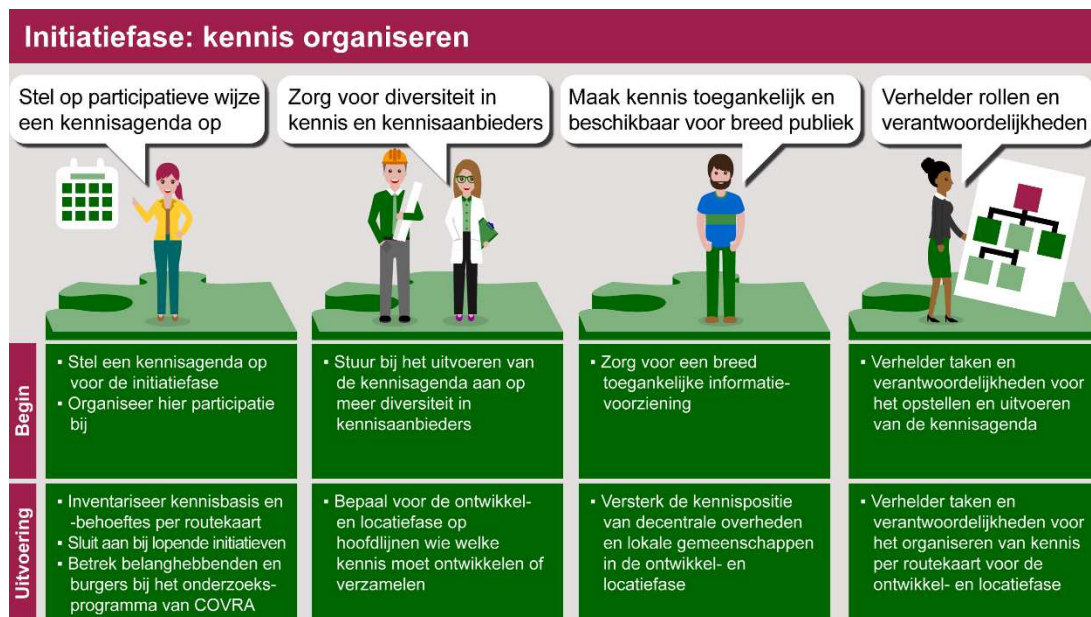 Initiatiefase: kennis organiseren
Stel op participatieve wijze
een kennisagenda op
Zorg voor diversiteit in
kennis en kennisaanbieders
Maak kennis toegankelijk en
beschikbaar voor breed publiek
Verhelder rollen en
verantwoordelijkheden
Begin
▪ Stel een kennisagenda op
voor de initiatiefase
▪ Organiseer hier participatie
bij
▪ Stuur bij het uitvoeren van
de kennisagenda aan op
meer diversiteit in
kennisaanbieders
▪ Zorg voor een breed
toegankelijke informatie-
voorziening
▪ Verhelder taken en
verantwoordelijkheden voor
het opstellen en uitvoeren
van de kennisagenda
Uitvoering
▪ Inventariseer kennisbasis en
-behoeftes per routekaart
▪ Sluit aan bij lopende initiatieven
▪ Betrek belanghebbenden en
burgers bij het onderzoeks-
programma van COVRA
▪ Bepaal voor de ontwikkel-
en locatiefase op
hoofdlijnen wie welke
kennis moet ontwikkelen of
verzamelen
▪ Versterk de kennispositie
van decentrale overheden
en lokale gemeenschappen
in de ontwikkel- en
locatiefase
▪ Verhelder taken en
verantwoordelijkheden voor
het organiseren van kennis
per routekaart voor de
ontwikkel- en locatiefase